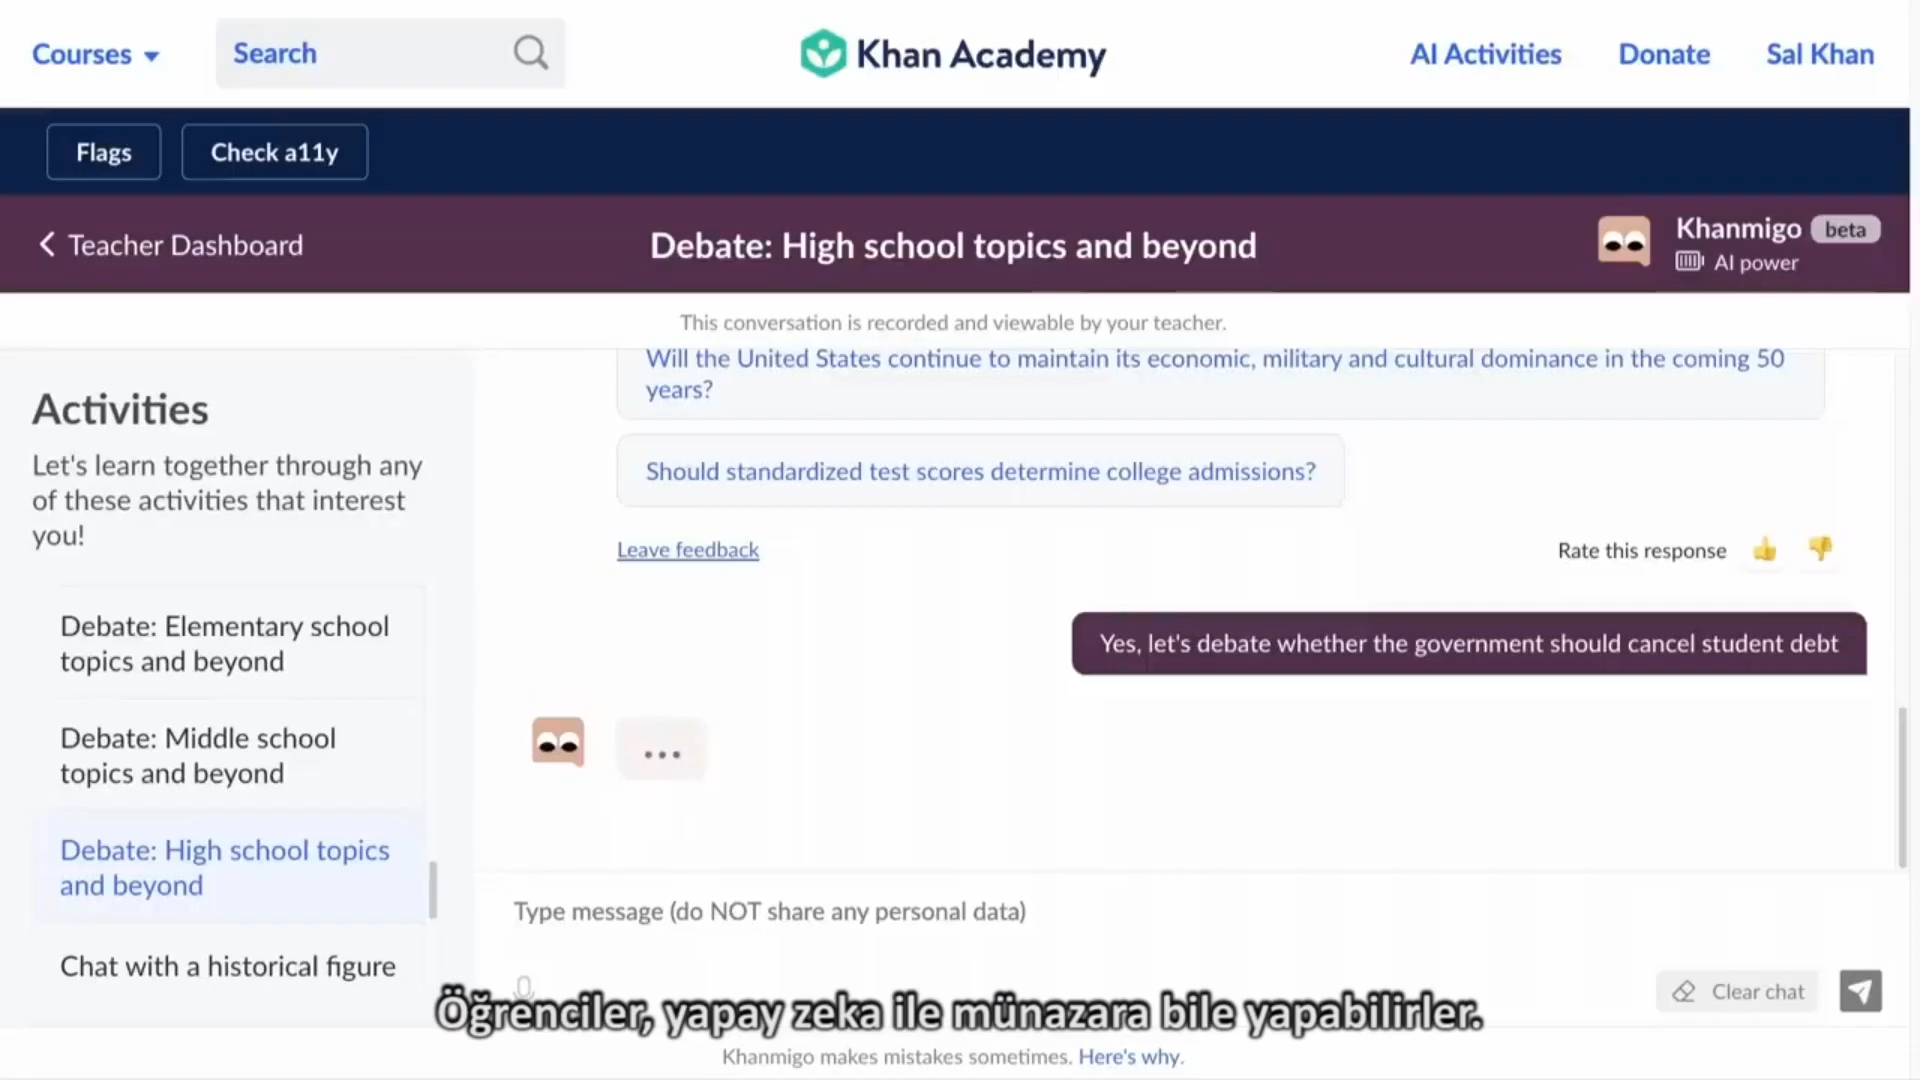 Courses
Search
Khan Academy
AI Activities
Donate
Sal Khan
Flags
Check a11y
Teacher Dashboard
Debate: High school topics and beyond
Khanmigo beta
AI power
This conversation is recorded and viewable by your teacher.
Activities
Let's learn together through any
of these activities that interest
you!
Debate: Elementary school
topics and beyond
Debate: Middle school
topics and beyond
Debate: High school topics
and beyond
Chat with a historical figure
Will the United States continue to maintain its economic, military and cultural dominance in the coming 50
years?
Should standardized test scores determine college admissions?
Leave feedback
Rate this response
Yes, let's debate whether the government should cancel student debt
...
Type message (do NOT share any personal data)
Clear chat
Öğrenciler, yapay zeka ile münazara bile yapabilirler.
Khanmigo makes mistakes sometimes. Here's why.